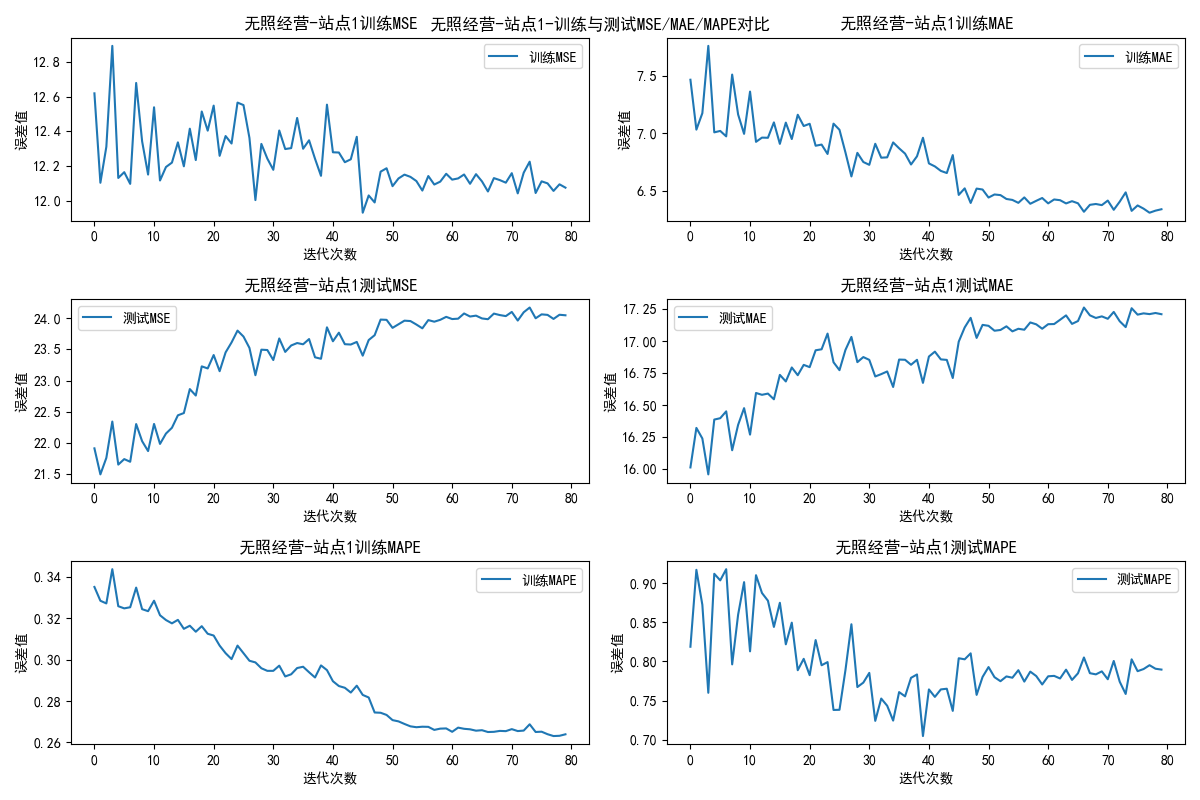 无照经营-站点1-训练与测试MSE/MAE/MAPE对比
无照经营-站点1训练MSE
训练MSE
误差值
12.8
12.6
12.4
12.2
12.0
0 10 20 30 40 50 60 70 80
迭代次数
无照经营-站点1训练MAE
训练MAE
误差值
7.5
7.0
6.5
0 10 20 30 40 50 60 70 80
迭代次数
无照经营-站点1测试MSE
测试MSE
误差值
24.0
23.5
23.0
22.5
22.0
21.5
0 10 20 30 40 50 60 70 80
迭代次数
无照经营-站点1测试MAE
测试MAE
误差值
17.25
17.00
16.75
16.50
16.25
16.00
0 10 20 30 40 50 60 70 80
迭代次数
无照经营-站点1训练MAPE
训练MAPE
误差值
0.34
0.32
0.30
0.28
0.26
0 10 20 30 40 50 60 70 80
迭代次数
无照经营-站点1测试MAPE
测试MAPE
误差值
0.90
0.85
0.80
0.75
0.70
0 10 20 30 40 50 60 70 80
迭代次数